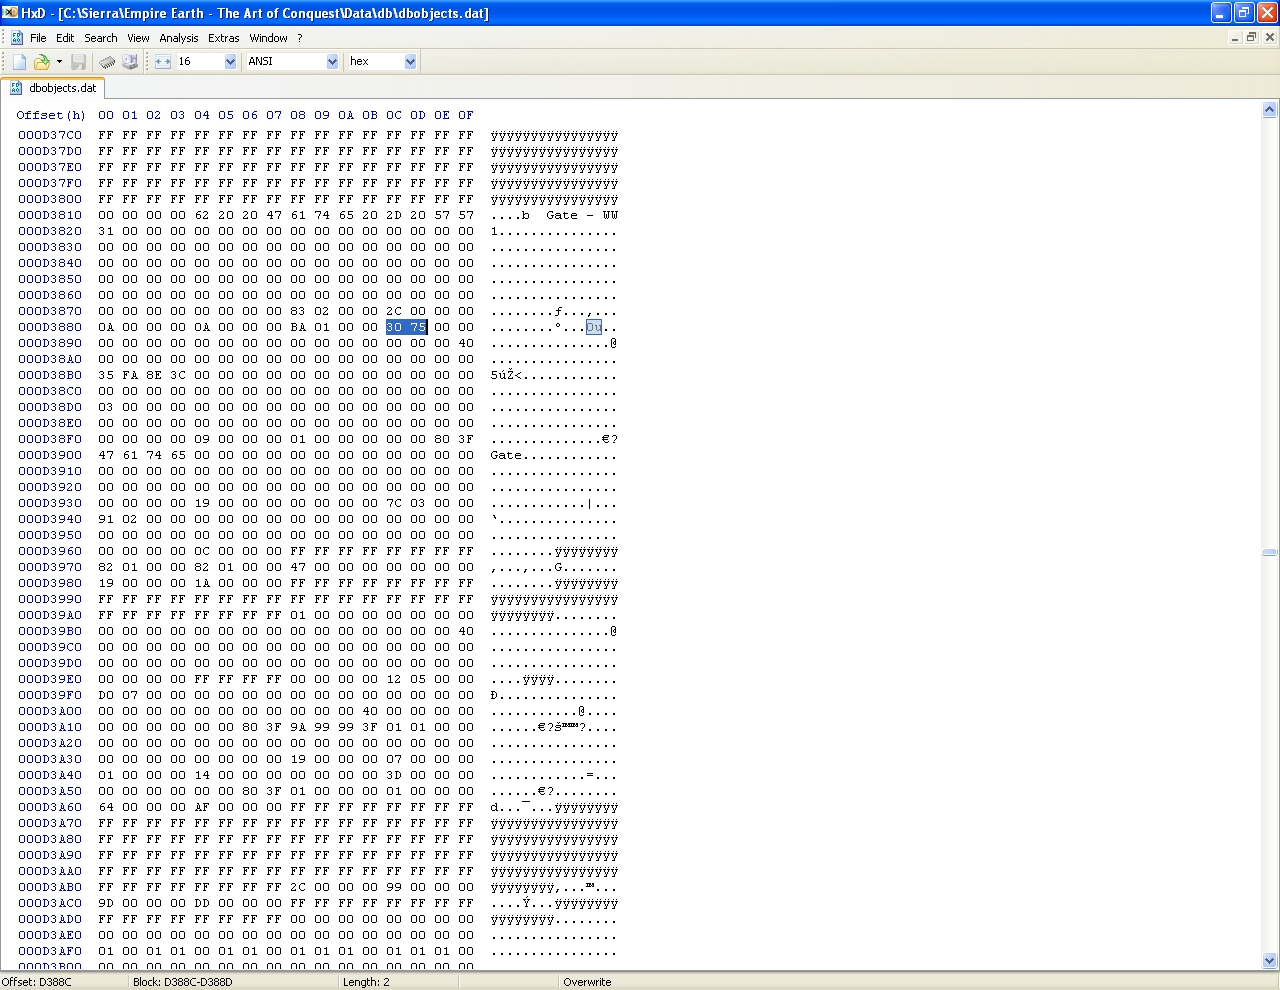 HxD - [C:\Sierra\Empire Earth - The Art of Conquest\Data\db\dbobjects.dat]
File Edit Search View Analysis Extras Window ?
16 ANSI hex
dbobjects.dat
Offset(h) 00 01 02 03 04 05 06 07 08 09 0A 0B 0C 0D 0E 0F
000D37C0 FF FF FF FF FF FF FF FF FF FF FF FF FF FF FF FF ÿÿÿÿÿÿÿÿÿÿÿÿÿÿÿÿ
000D37D0 FF FF FF FF FF FF FF FF FF FF FF FF FF FF FF FF ÿÿÿÿÿÿÿÿÿÿÿÿÿÿÿÿ
000D37E0 FF FF FF FF FF FF FF FF FF FF FF FF FF FF FF FF ÿÿÿÿÿÿÿÿÿÿÿÿÿÿÿÿ
000D37F0 FF FF FF FF FF FF FF FF FF FF FF FF FF FF FF FF ÿÿÿÿÿÿÿÿÿÿÿÿÿÿÿÿ
000D3800 FF FF FF FF FF FF FF FF FF FF FF FF FF FF FF FF ÿÿÿÿÿÿÿÿÿÿÿÿÿÿÿÿ
000D3810 00 00 00 00 62 20 20 47 61 74 65 20 2D 20 57 57 ....b  Gate - WW
000D3820 31 00 00 00 00 00 00 00 00 00 00 00 00 00 00 00 1...............
000D3830 00 00 00 00 00 00 00 00 00 00 00 00 00 00 00 00 ................
000D3840 00 00 00 00 00 00 00 00 00 00 00 00 00 00 00 00 ................
000D3850 00 00 00 00 00 00 00 00 00 00 00 00 00 00 00 00 ................
000D3860 00 00 00 00 00 00 00 00 00 00 00 00 00 00 00 00 ................
000D3870 00 00 00 00 00 00 00 00 83 02 00 00 2C 00 00 00 ........ƒ...,...
000D3880 0A 00 00 00 0A 00 00 00 BA 01 00 00 30 75 00 00 ........º...0u..
000D3890 00 00 00 00 00 00 00 00 00 00 00 00 00 00 00 40 ...............@
000D38A0 00 00 00 00 00 00 00 00 00 00 00 00 00 00 00 00 ................
000D38B0 35 FA 8E 3C 00 00 00 00 00 00 00 00 00 00 00 00 5úŽ<............
000D38C0 00 00 00 00 00 00 00 00 00 00 00 00 00 00 00 00 ................
000D38D0 03 00 00 00 00 00 00 00 00 00 00 00 00 00 00 00 ................
000D38E0 00 00 00 00 00 00 00 00 00 00 00 00 00 00 00 00 ................
000D38F0 00 00 00 00 09 00 00 00 01 00 00 00 00 00 80 3F ..............€?
000D3900 47 61 74 65 00 00 00 00 00 00 00 00 00 00 00 00 Gate............
000D3910 00 00 00 00 00 00 00 00 00 00 00 00 00 00 00 00 ................
000D3920 00 00 00 00 00 00 00 00 00 00 00 00 00 00 00 00 ................
000D3930 00 00 00 00 19 00 00 00 00 00 00 00 7C 03 00 00 ............|...
000D3940 91 02 00 00 00 00 00 00 00 00 00 00 00 00 00 00 ‘...............
000D3950 00 00 00 00 00 00 00 00 00 00 00 00 00 00 00 00 ................
000D3960 00 00 00 00 0C 00 00 00 FF FF FF FF FF FF FF FF ........ÿÿÿÿÿÿÿÿ
000D3970 82 01 00 00 82 01 00 00 47 00 00 00 00 00 00 00 ‚...‚...G.......
000D3980 19 00 00 00 1A 00 00 00 FF FF FF FF FF FF FF FF ........ÿÿÿÿÿÿÿÿ
000D3990 FF FF FF FF FF FF FF FF FF FF FF FF FF FF FF FF ÿÿÿÿÿÿÿÿÿÿÿÿÿÿÿÿ
000D39A0 FF FF FF FF FF FF FF FF 01 00 00 00 00 00 00 00 ÿÿÿÿÿÿÿÿ........
000D39B0 00 00 00 00 00 00 00 00 00 00 00 00 00 00 00 40 ...............@
000D39C0 00 00 00 00 00 00 00 00 00 00 00 00 00 00 00 00 ................
000D39D0 00 00 00 00 00 00 00 00 00 00 00 00 00 00 00 00 ................
000D39E0 00 00 00 00 FF FF FF FF 00 00 00 00 12 05 00 00 ....ÿÿÿÿ........
000D39F0 D0 07 00 00 00 00 00 00 00 00 00 00 00 00 00 00 Ð...............
000D3A00 00 00 00 00 00 00 00 00 00 00 00 40 00 00 00 00 ...........@....
000D3A10 00 00 00 00 00 00 80 3F 9A 99 99 3F 01 01 00 00 ......€?š™™?....
000D3A20 00 00 00 00 00 00 00 00 00 00 00 00 00 00 00 00 ................
000D3A30 00 00 00 00 00 00 00 00 19 00 00 00 07 00 00 00 ................
000D3A40 01 00 00 00 14 00 00 00 00 00 00 00 3D 00 00 00 ............=...
000D3A50 00 00 00 00 00 00 80 3F 01 00 00 00 01 00 00 00 ......€?........
000D3A60 64 00 00 00 AF 00 00 00 FF FF FF FF FF FF FF FF d...¯...ÿÿÿÿÿÿÿÿ
000D3A70 FF FF FF FF FF FF FF FF FF FF FF FF FF FF FF FF ÿÿÿÿÿÿÿÿÿÿÿÿÿÿÿÿ
000D3A80 FF FF FF FF FF FF FF FF FF FF FF FF FF FF FF FF ÿÿÿÿÿÿÿÿÿÿÿÿÿÿÿÿ
000D3A90 FF FF FF FF FF FF FF FF FF FF FF FF FF FF FF FF ÿÿÿÿÿÿÿÿÿÿÿÿÿÿÿÿ
000D3AA0 FF FF FF FF FF FF FF FF FF FF FF FF FF FF FF FF ÿÿÿÿÿÿÿÿÿÿÿÿÿÿÿÿ
000D3AB0 FF FF FF FF FF FF FF FF 2C 00 00 00 99 00 00 00 ÿÿÿÿÿÿÿÿ,...™...
000D3AC0 9D 00 00 00 DD 00 00 00 FF FF FF FF FF FF FF FF ....Ý...ÿÿÿÿÿÿÿÿ
000D3AD0 FF FF FF FF FF FF FF FF 00 00 00 00 00 00 00 00 ÿÿÿÿÿÿÿÿ........
000D3AE0 00 00 00 00 00 00 00 00 00 00 00 00 00 00 00 00 ................
000D3AF0 01 00 01 01 00 01 01 00 01 01 01 00 01 01 01 00 ................
000D3B00 00 00 00 00 00 00 00 00 00 00 00 00 00 00 00 00 ................
Offset: D388C Block: D388C-D388D Length: 2 Overwrite